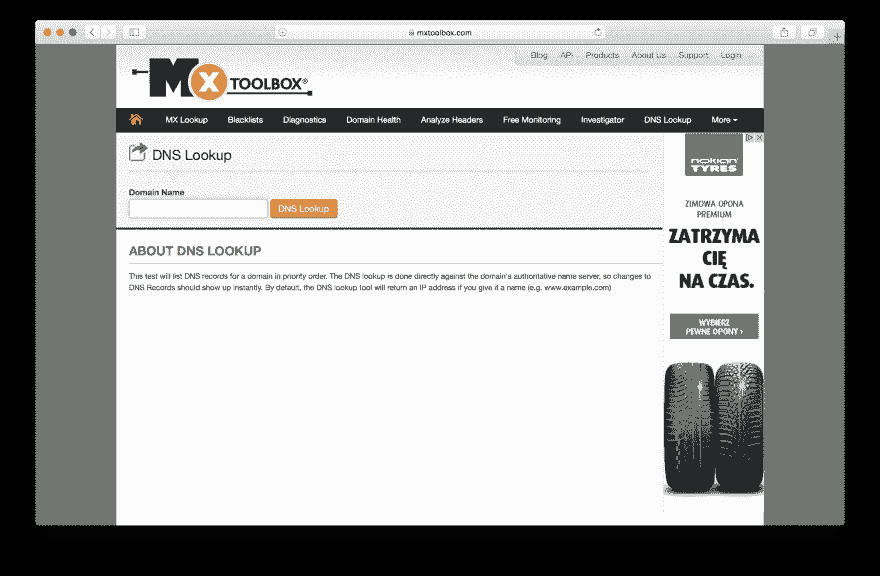 mxtoolbox.com
Blog API Products About Us Support Login
MX TOOLBOX®
MX Lookup Blacklists Diagnostics Domain Health Analyze Headers Free Monitoring Investigator DNS Lookup More
DNS Lookup
Domain Name
DNS Lookup
ABOUT DNS LOOKUP
This test will list DNS records for a domain in priority order. The DNS lookup is done directly against the domain's authoritative name server, so changes to
DNS Records should show up instantly. By default, the DNS lookup tool will return an IP address if you give it a name (e.g. www.example.com)
nokian
TYRES
ZIMOWA OPONA
PREMIUM
ZATRZYMA
CIĘ
NA CZAS.
WYBIERZ
PEWNE OPONY ›